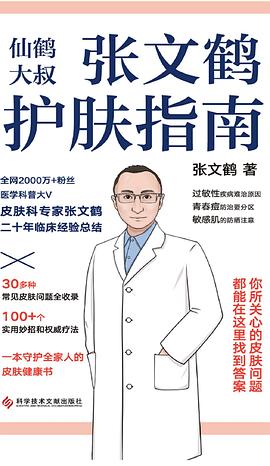 仙鹤
大叔
张文鹤
护肤指南
张文鹤 著
全网2000万+粉丝
医学科普大V
皮肤科专家张文鹤
二十年临床经验总结
过敏性疾病难治原因
青春痘防治要分区
敏感肌的防晒注意
30多种
常见皮肤问题全收录
100+个
实用妙招和权威疗法
一本守护全家人的
皮肤健康书
你所关心的皮肤问题
都能在这里找到答案
科学技术文献出版社